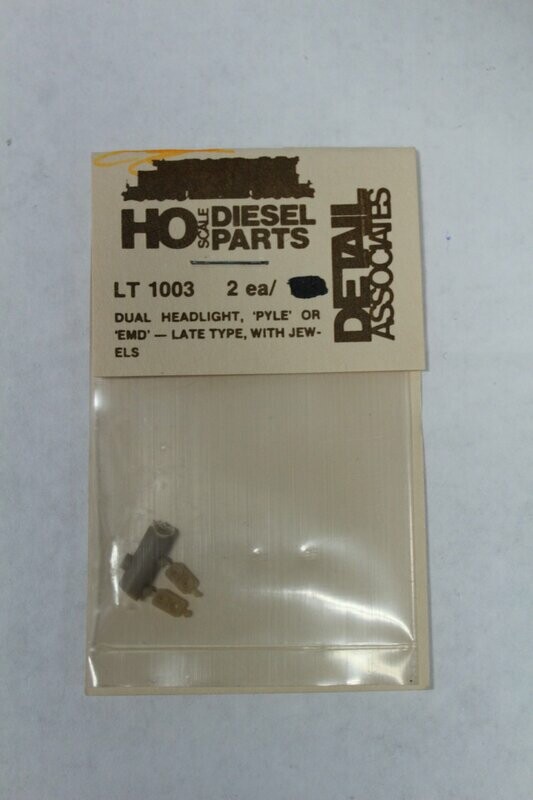 HO SCALE DIESEL PARTS
DETAIL ASSOCIATES
LT 1003 2 ea/
DUAL HEADLIGHT, 'PYLE' OR
'EMD' — LATE TYPE, WITH JEW-
ELS